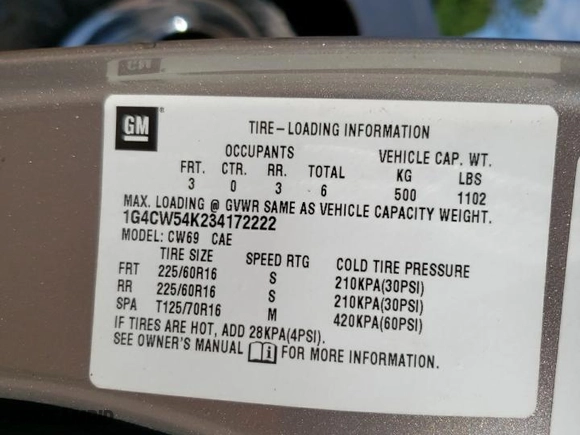 GM®
TIRE-LOADING INFORMATION
OCCUPANTS VEHICLE CAP. WT.
FRT. CTR. RR. TOTAL KG LBS
3 0 3 6 500 1102
MAX. LOADING @ GVWR SAME AS VEHICLE CAPACITY WEIGHT.
1G4CW54K234172222
MODEL: CW69 CAE
TIRE SIZE SPEED RTG COLD TIRE PRESSURE
FRT 225/60R16 S 210KPA(30PSI)
RR 225/60R16 S 210KPA(30PSI)
SPA T125/70R16 M 420KPA(60PSI)
IF TIRES ARE HOT, ADD 28KPA(4PSI).
SEE OWNER'S MANUAL i FOR MORE INFORMATION.